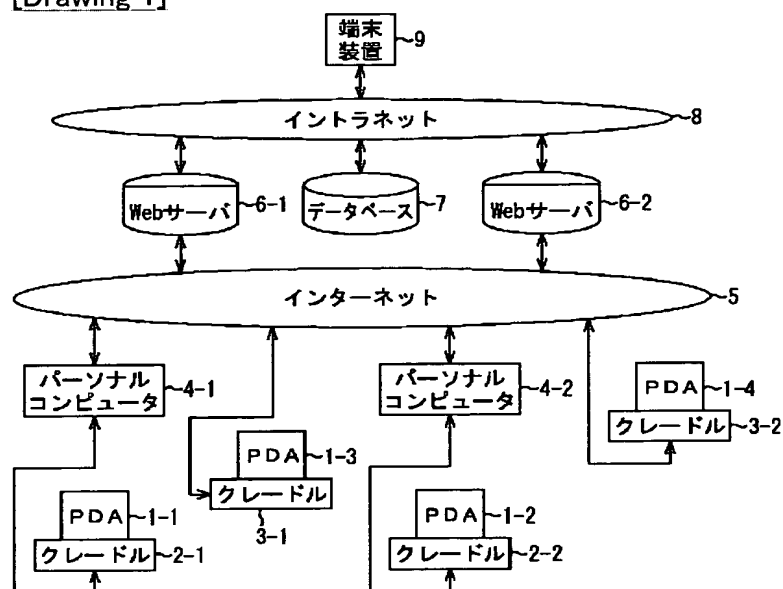 [Drawing 1]
端末
装置
9
イントラネット
8
Webサーバ
6-1
データベース
7
Webサーバ
6-2
インターネット
5
パーソナル
コンピュータ
4-1
パーソナル
コンピュータ
4-2
PDA
1-4
クレードル
3-2
PDA
1-3
クレードル
3-1
PDA
1-1
クレードル
2-1
PDA
1-2
クレードル
2-2